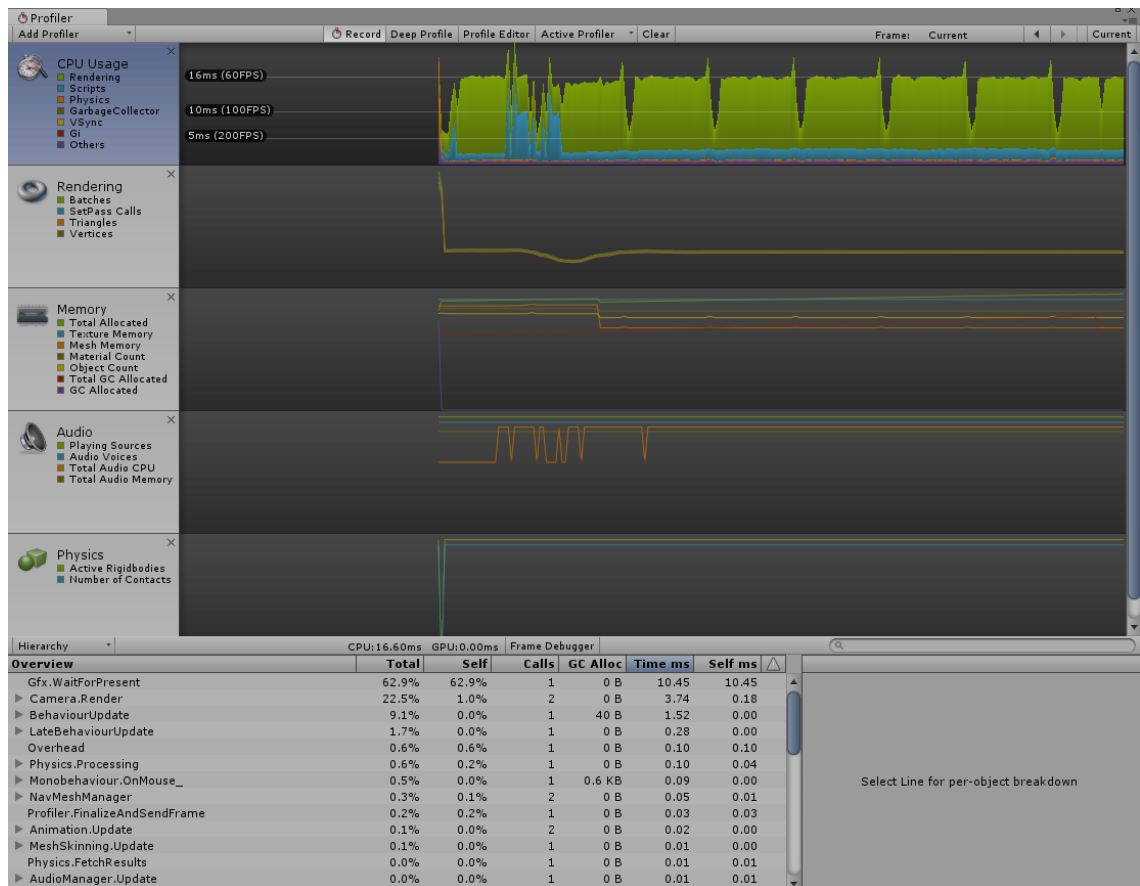 Profiler
Add Profiler Record Deep Profile Profile Editor Active Profiler Clear Frame: Current Current
CPU Usage
Rendering
Scripts
Physics
GarbageCollector
VSync
Gi
Others
16ms (60FPS)
10ms (100FPS)
5ms (200FPS)
Rendering
Batches
SetPass Calls
Triangles
Vertices
Memory
Total Allocated
Texture Memory
Mesh Memory
Material Count
Object Count
Total GC Allocated
GC Allocated
Audio
Playing Sources
Audio Voices
Total Audio CPU
Total Audio Memory
Physics
Active Rigidbodies
Number of Contacts
Hierarchy CPU:16.60ms GPU:0.00ms Frame Debugger
Overview Total Self Calls GC Alloc Time ms Self ms
Gfx.WaitForPresent 62.9% 62.9% 1 0 B 10.45 10.45
Camera.Render 22.5% 1.0% 2 0 B 3.74 0.18
BehaviourUpdate 9.1% 0.0% 1 40 B 1.52 0.00
LateBehaviourUpdate 1.7% 0.0% 1 0 B 0.28 0.00
Overhead 0.6% 0.6% 1 0 B 0.10 0.10
Physics.Processing 0.6% 0.2% 1 0 B 0.10 0.04
Monobehaviour.OnMouse_ 0.5% 0.0% 1 0.6 KB 0.09 0.00
NavMeshManager 0.3% 0.1% 2 0 B 0.05 0.01
Profiler.FinalizeAndSendFrame 0.2% 0.2% 1 0 B 0.03 0.03
Animation.Update 0.1% 0.0% 2 0 B 0.02 0.00
MeshSkinning.Update 0.1% 0.0% 1 0 B 0.01 0.00
Physics.FetchResults 0.0% 0.0% 1 0 B 0.01 0.01
AudioManager.Update 0.0% 0.0% 1 0 B 0.01 0.01
Select Line for per-object breakdown